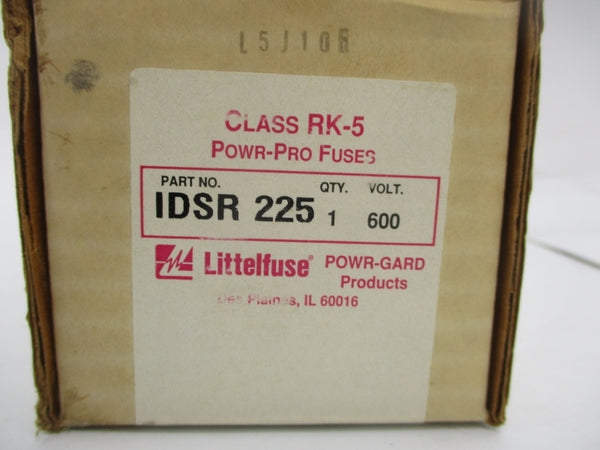 L5J10R
CLASS RK-5
POWR-PRO FUSES
PART NO. QTY. VOLT.
IDSR 225 1 600
Littelfuse® POWR-GARD
Products
Des Plaines, IL 60016